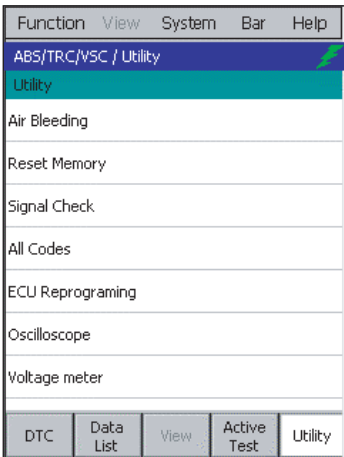 Function View System Bar Help
ABS/TRC/VSC / Utility
Utility
Air Bleeding
Reset Memory
Signal Check
All Codes
ECU Reprograming
Oscilloscope
Voltage meter
DTC Data List View Active Test Utility